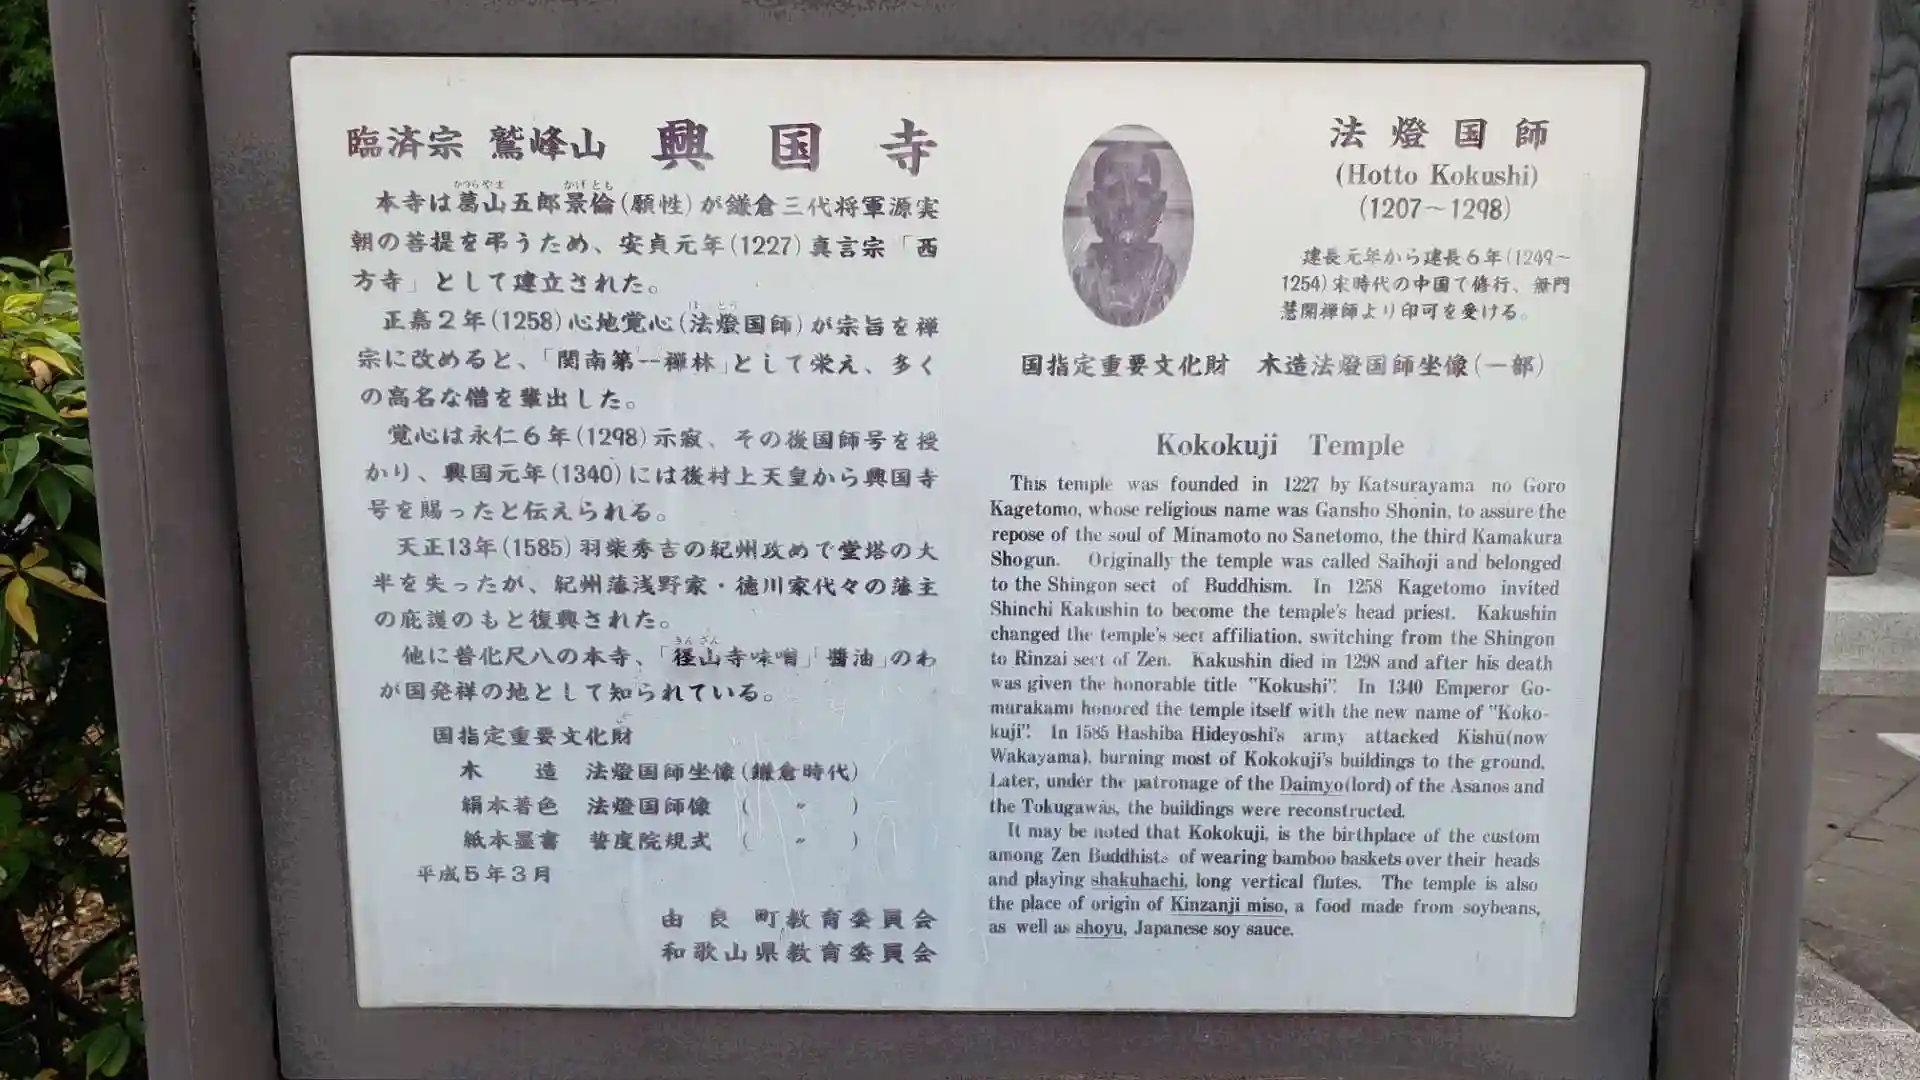 臨済宗 鷲峰山 興国寺
かつらやま かげとも
本寺は葛山五郎景倫(願性)が鎌倉三代将軍源実
朝の菩提を弔うため、安貞元年(1227)真言宗「西
方寺」として建立された。
ほっとう
正嘉2年(1258)心地覚心(法燈国師)が宗旨を禅
宗に改めると、「関南第一禅林」として栄え、多く
の高名な僧を輩出した。
覚心は永仁6年(1298)示寂、その後国師号を授
かり、興国元年(1340)には後村上天皇から興国寺
号を賜ったと伝えられる。
天正13年(1585)羽柴秀吉の紀州攻めで堂塔の大
半を失ったが、紀州藩浅野家・徳川家代々の藩主
の庇護のもと復興された。
きんざん
他に普化尺八の本寺、「径山寺味噌」「醬油」のわ
が国発祥の地として知られている。
国指定重要文化財
木 造 法燈国師坐像(鎌倉時代)
絹本著色 法燈国師像 ( 〃 )
紙本墨書 誓度院規式 ( 〃 )
平成5年3月
由良町教育委員会
和歌山県教育委員会
法燈国師
(Hotto Kokushi)
(1207～1298)
建長元年から建長6年(1249～
1254)宋時代の中国で修行、無門
慧開禅師より印可を受ける。
国指定重要文化財 木造法燈国師坐像(一部)
Kokokuji Temple
This temple was founded in 1227 by Katsurayama no Goro
Kagetomo, whose religious name was Gansho Shonin, to assure the
repose of the soul of Minamoto no Sanetomo, the third Kamakura
Shogun. Originally the temple was called Saihoji and belonged
to the Shingon sect of Buddhism. In 1258 Kagetomo invited
Shinchi Kakushin to become the temple's head priest. Kakushin
changed the temple's sect affiliation, switching from the Shingon
to Rinzai sect of Zen. Kakushin died in 1298 and after his death
was given the honorable title "Kokushi". In 1340 Emperor Go-
murakami honored the temple itself with the new name of "Koko-
kuji". In 1585 Hashiba Hideyoshi's army attacked Kishū(now
Wakayama), burning most of Kokokuji's buildings to the ground.
Later, under the patronage of the Daimyo(lord) of the Asanos and
the Tokugawas, the buildings were reconstructed.
It may be noted that Kokokuji, is the birthplace of the custom
among Zen Buddhists of wearing bamboo baskets over their heads
and playing shakuhachi, long vertical flutes. The temple is also
the place of origin of Kinzanji miso, a food made from soybeans,
as well as shoyu, Japanese soy sauce.